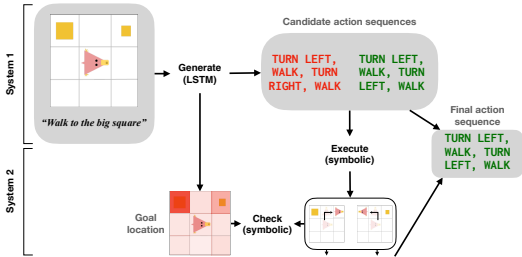 System 1
"Walk to the big square"
Generate
(LSTM)
Candidate action sequences
TURN LEFT,
WALK, TURN
RIGHT, WALK
TURN LEFT,
WALK, TURN
LEFT, WALK
Final action
sequence
TURN LEFT,
WALK, TURN
LEFT, WALK
System 2
Execute
(symbolic)
Goal
location
Check
(symbolic)